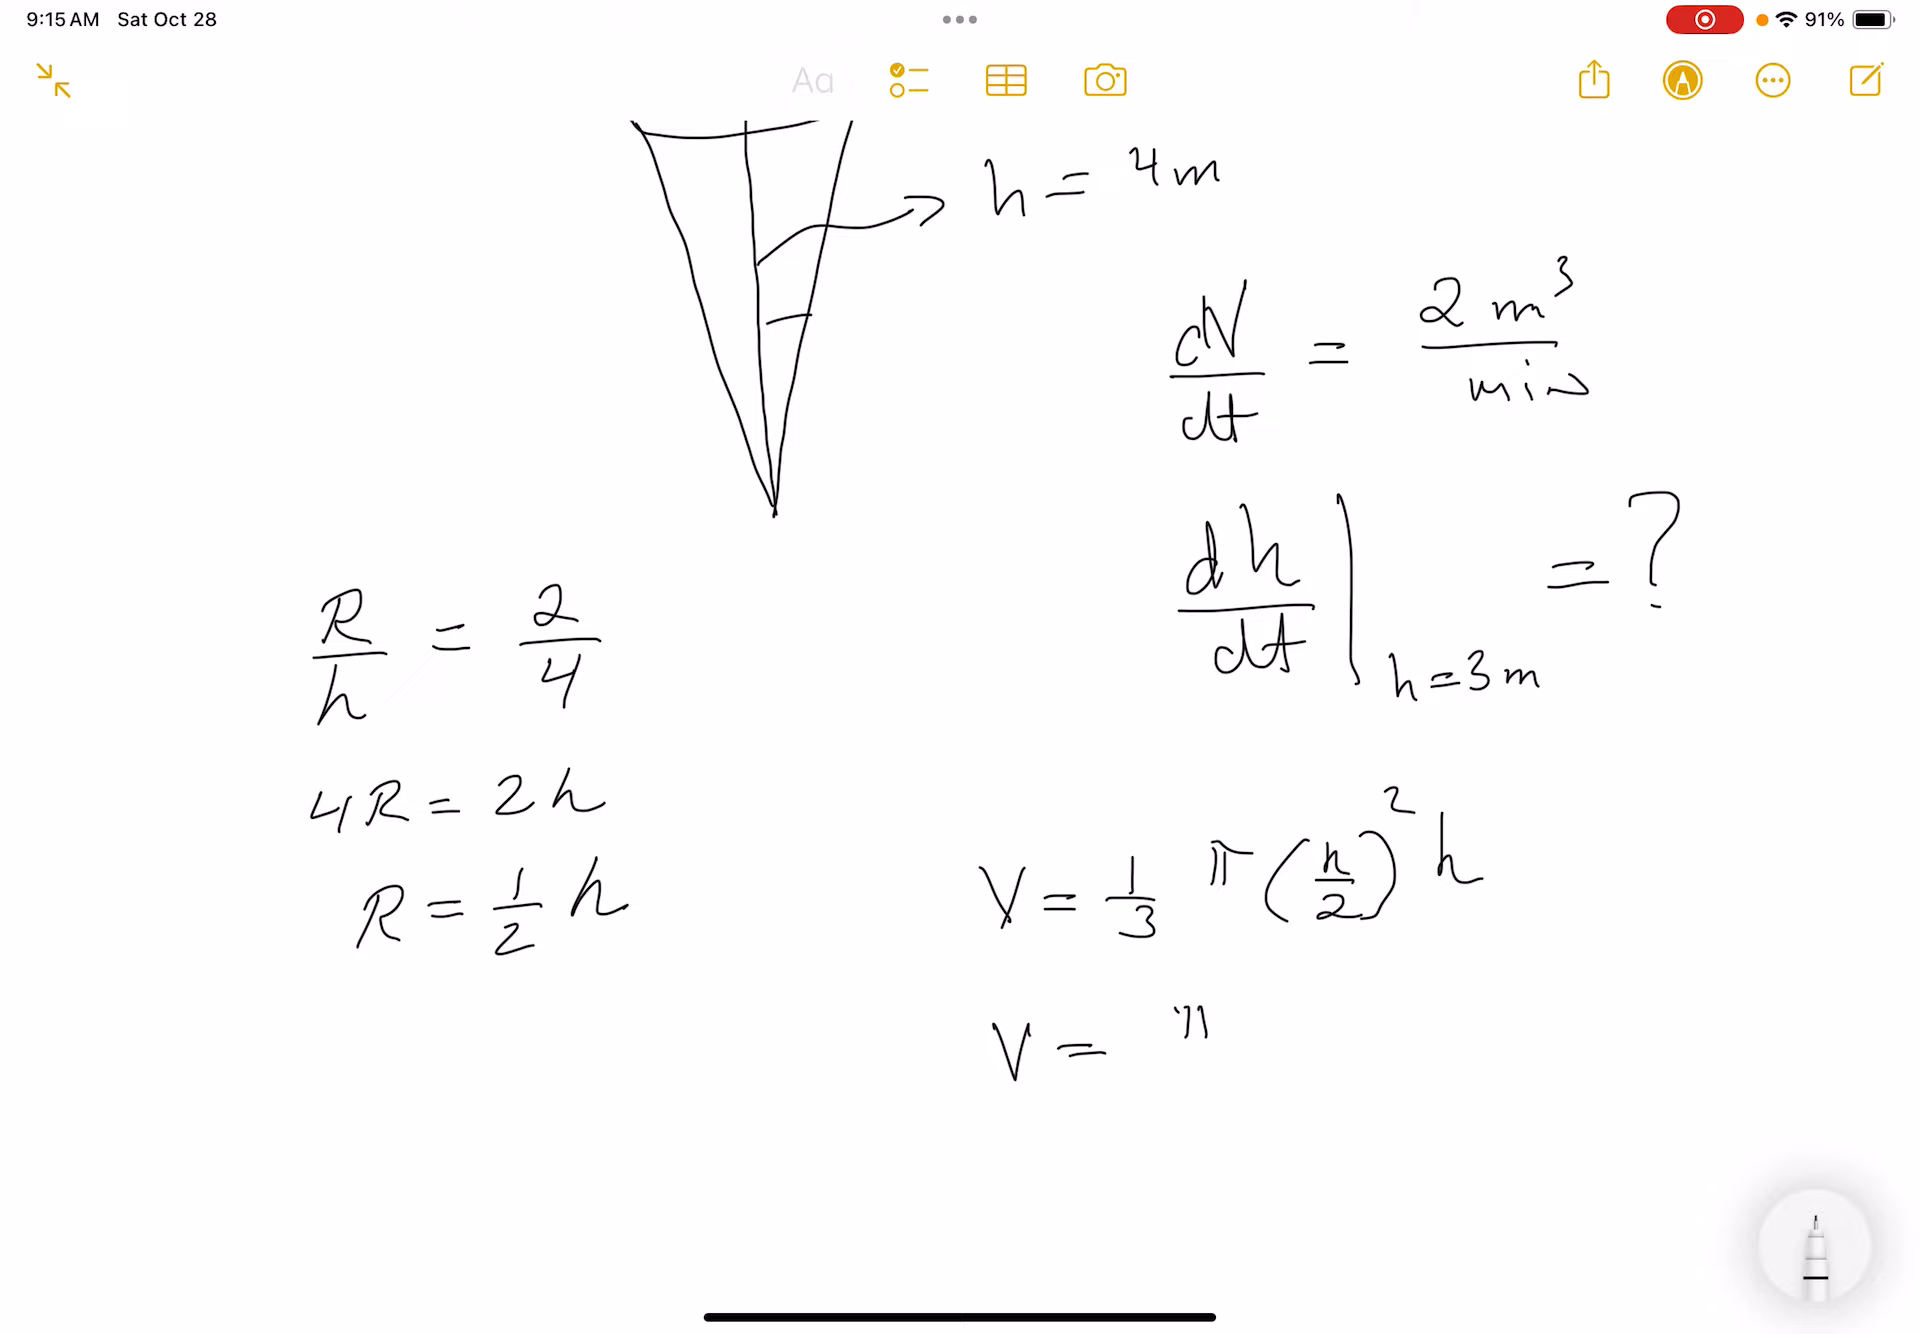 9:15 AM Sat Oct 28
91%
Aa
h = 4 m
dV/dt = 2 m³/min
dh/dt | h=3m = ?
R/h = 2/4
4R = 2h
R = 1/2 h
V = 1/3 π (h/2)² h
V =